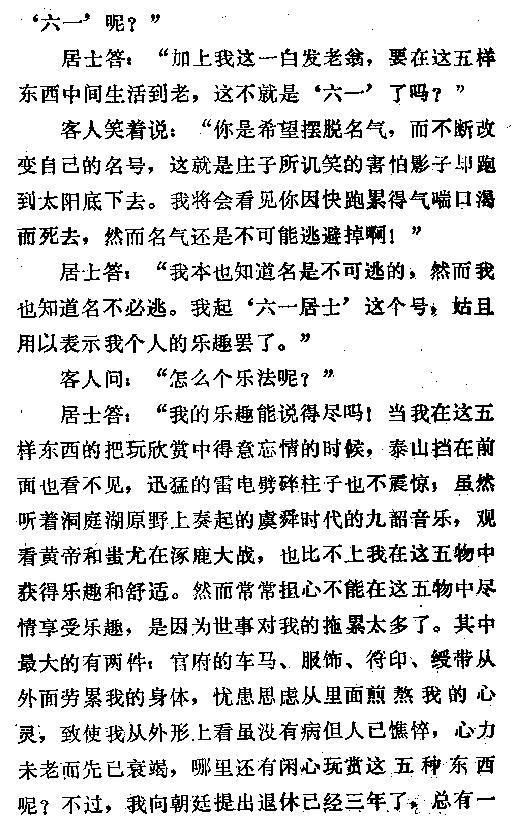 ‘六一’呢？”
居士答：“加上我这一白发老翁，要在这五样
东西中间生活到老，这不就是‘六一’了吗？”
客人笑着说：“你是希望摆脱名气，而不断改
变自己的名号，这就是庄子所讥笑的害怕影子却跑
到太阳底下去。我将会看见你因快跑累得气喘口渴
而死去，然而名气还是不可能逃避掉啊！”
居士答：“我本也知道名是不可逃的，然而我
也知道名不必逃。我起‘六一居士’这个号，姑且
用以表示我个人的乐趣罢了。”
客人问：“怎么个乐法呢？”
居士答：“我的乐趣能说得尽吗！当我在这五
样东西的把玩欣赏中得意忘情的时候，泰山挡在前
面也看不见，迅猛的雷电劈碎柱子也不震惊；虽然
听着洞庭湖原野上奏起的虞舜时代的九韶音乐，观
看黄帝和蚩尤在涿鹿大战，也比不上我在这五物中
获得乐趣和舒适。然而常常担心不能在这五物中尽
情享受乐趣，是因为世事对我的拖累太多了。其中
最大的有两件：官府的车马、服饰、符印、绶带从
外面劳累我的身体，忧患思虑从里面煎熬我的心
灵，致使我从外形上看虽没有病但人已憔悴，心力
未老而先已衰竭，哪里还有闲心玩赏这五种东西
呢？不过，我向朝廷提出退休已经三年了，总有一